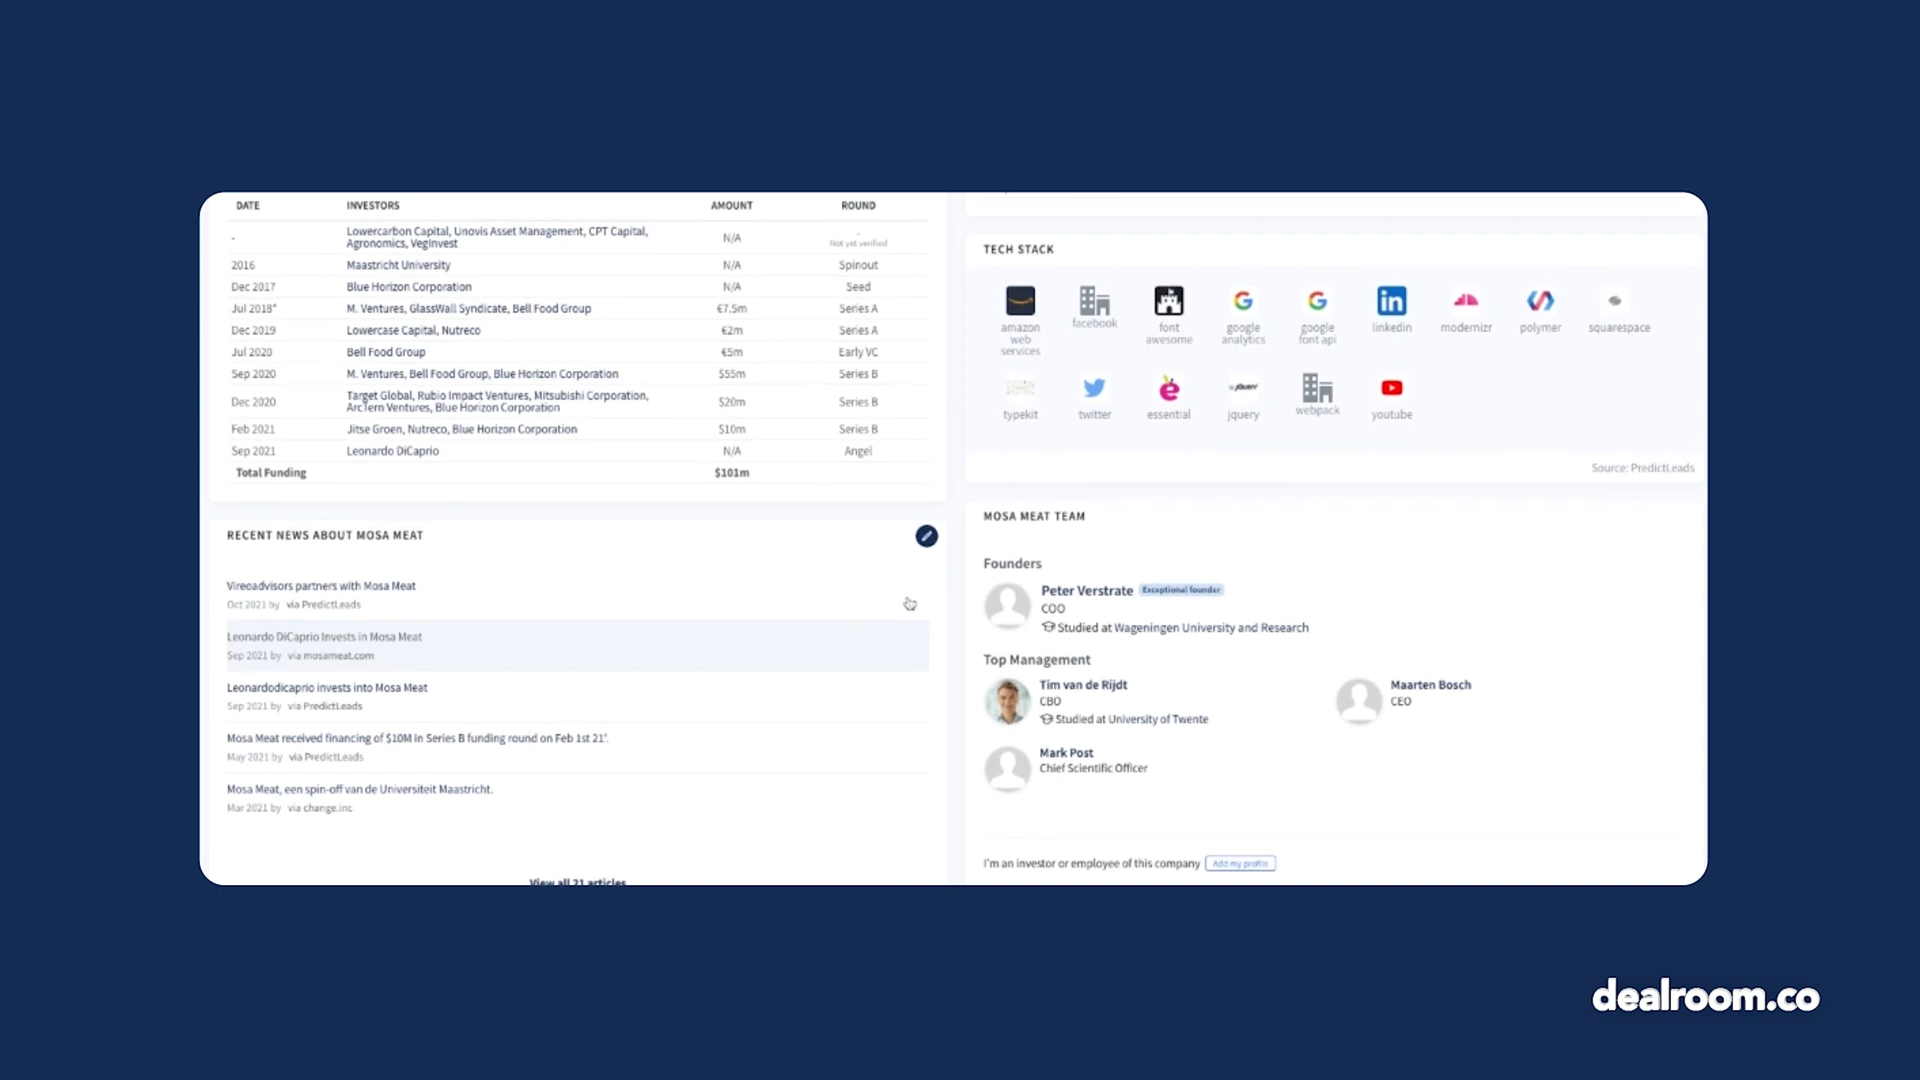 DATE INVESTORS AMOUNT ROUND
- Lowercarbon Capital, Unovis Asset Management, CPT Capital, N/A -
Agronomics, VegInvest Not yet verified
2016 Maastricht University N/A Spinout
Dec 2017 Blue Horizon Corporation N/A Seed
Jul 2018* M. Ventures, GlassWall Syndicate, Bell Food Group €7.5m Series A
Dec 2019 Lowercase Capital, Nutreco €2m Series A
Jul 2020 Bell Food Group €5m Early VC
Sep 2020 M. Ventures, Bell Food Group, Blue Horizon Corporation $55m Series B
Dec 2020 Target Global, Rubio Impact Ventures, Mitsubishi Corporation, $20m Series B
ArcTern Ventures, Blue Horizon Corporation
Feb 2021 Jitse Groen, Nutreco, Blue Horizon Corporation $10m Series B
Sep 2021 Leonardo DiCaprio N/A Angel
Total Funding $101m
RECENT NEWS ABOUT MOSA MEAT
Vireoadvisors partners with Mosa Meat
Oct 2021 by via PredictLeads
Leonardo DiCaprio Invests in Mosa Meat
Sep 2021 by via mosameat.com
Leonardodicaprio invests into Mosa Meat
Sep 2021 by via PredictLeads
Mosa Meat received financing of $10M in Series B funding round on Feb 1st 21'.
May 2021 by via PredictLeads
Mosa Meat, een spin-off van de Universiteit Maastricht.
Mar 2021 by via change.inc
View all 21 articles
TECH STACK
amazon web services
facebook
font awesome
google analytics
google font api
in
linkedin
modernizr
polymer
squarespace
typekit
twitter
essential
jQuery
jquery
webpack
youtube
Source: PredictLeads
MOSA MEAT TEAM
Founders
Peter Verstrate Exceptional founder
COO
Studied at Wageningen University and Research
Top Management
Tim van de Rijdt
CBO
Studied at University of Twente
Maarten Bosch
CEO
Mark Post
Chief Scientific Officer
I'm an investor or employee of this company Add my profile
dealroom.co